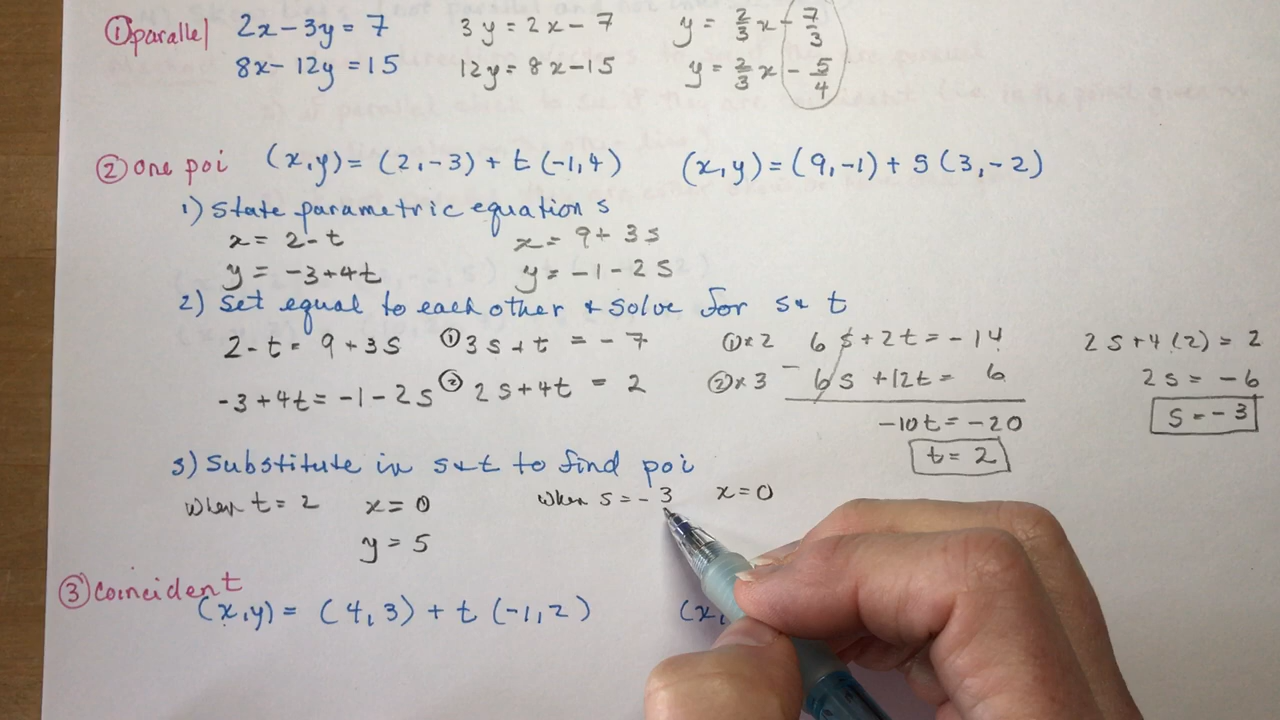 ① parallel 2x-3y=7 3y=2x-7 y=2/3x-7/3
8x-12y=15 12y=8x-15 y=2/3x-5/4
② one poi (x,y)=(2,-3)+t(-1,4) (x,y)=(9,-1)+s(3,-2)
1) State parametric equations
x=2-t x=9+3s
y=-3+4t y=-1-2s
2) Set equal to each other & solve for s & t
2-t=9+3s ① 3s+t=-7 ①x2 6s+2t=-14 2s+4(2)=2
-3+4t=-1-2s ② 2s+4t=2 ②x3 -6s+12t=6 2s=-6
-10t=-20 s=-3
t=2
3) Substitute in s & t to find poi
when t=2 x=0 when s=-3 x=0
y=5
③ coincident
(x,y)=(4,3)+t(-1,2) (x,